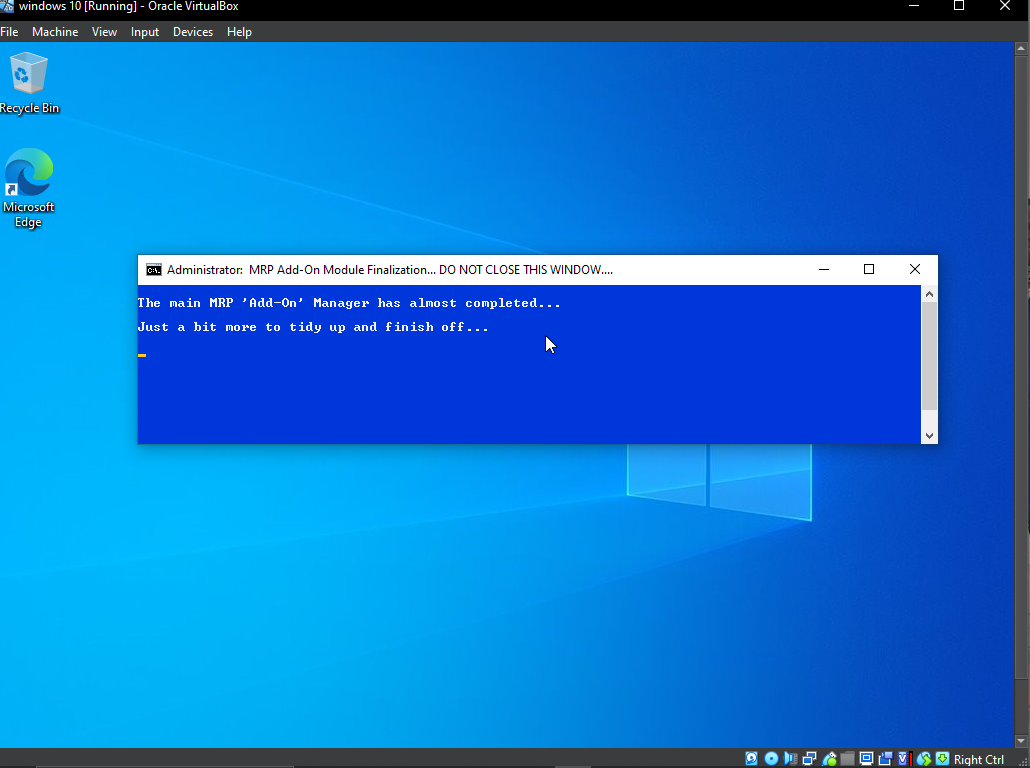 windows 10 [Running] - Oracle VirtualBox
File Machine View Input Devices Help
Recycle Bin
Microsoft
Edge
Administrator: MRP Add-On Module Finalization... DO NOT CLOSE THIS WINDOW....
The main MRP 'Add-On' Manager has almost completed...
Just a bit more to tidy up and finish off...
Right Ctrl